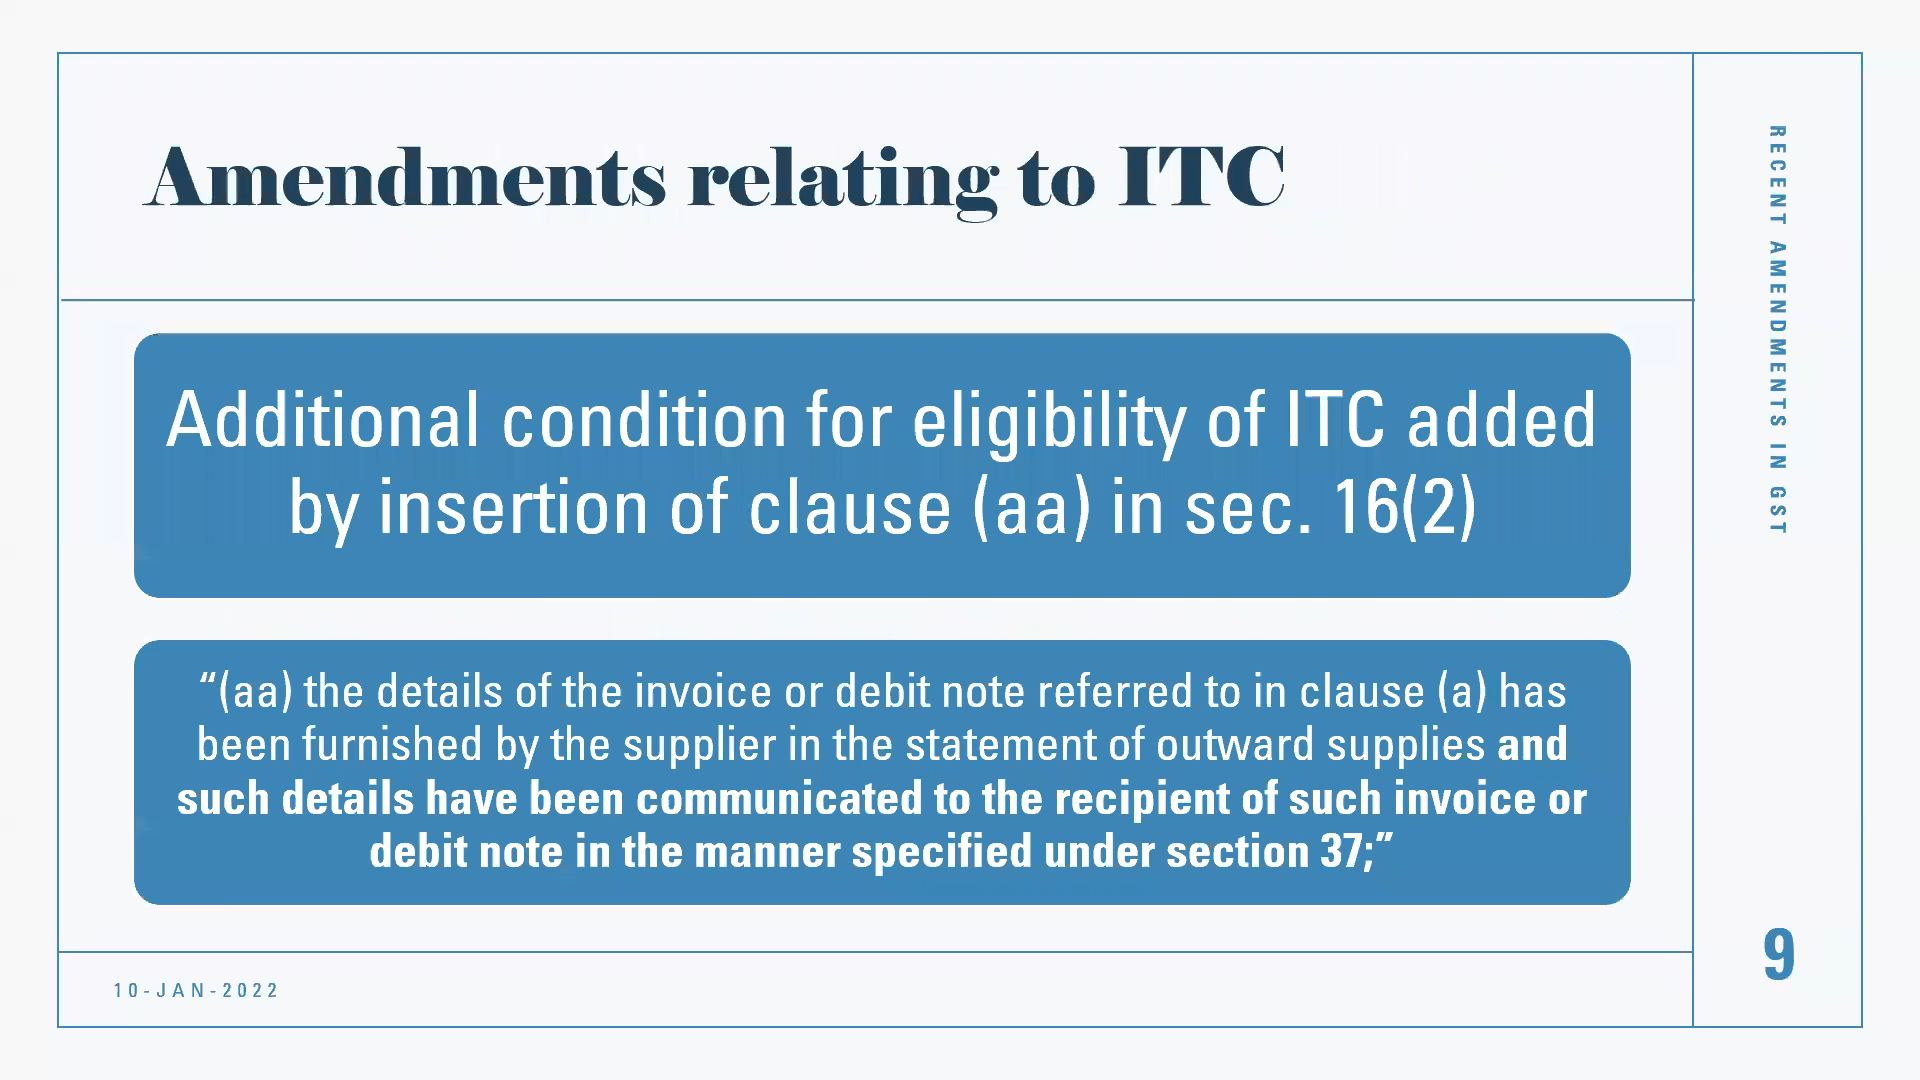 Amendments relating to ITC
Additional condition for eligibility of ITC added
by insertion of clause (aa) in sec. 16(2)
“(aa) the details of the invoice or debit note referred to in clause (a) has
been furnished by the supplier in the statement of outward supplies and
such details have been communicated to the recipient of such invoice or
debit note in the manner specified under section 37;”
10-JAN-2022
RECENT AMENDMENTS IN GST
9